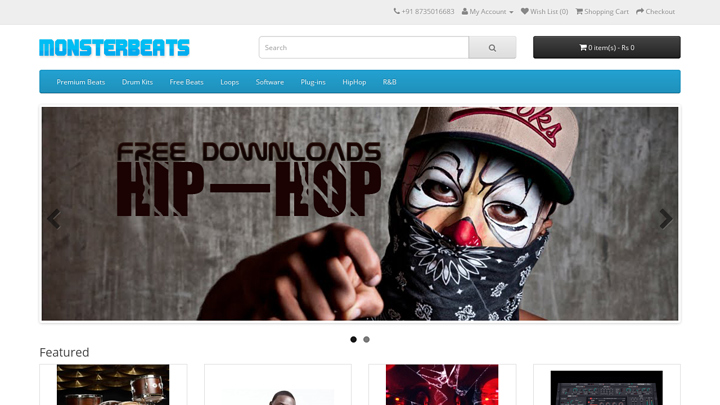 +91 8735016683 My Account Wish List (0) Shopping Cart Checkout
MONSTERBEATS
Search
0 item(s) - Rs 0
Premium Beats Drum Kits Free Beats Loops Software Plug-ins HipHop R&B
FREE DOWNLOADS
HIP-HOP
Featured